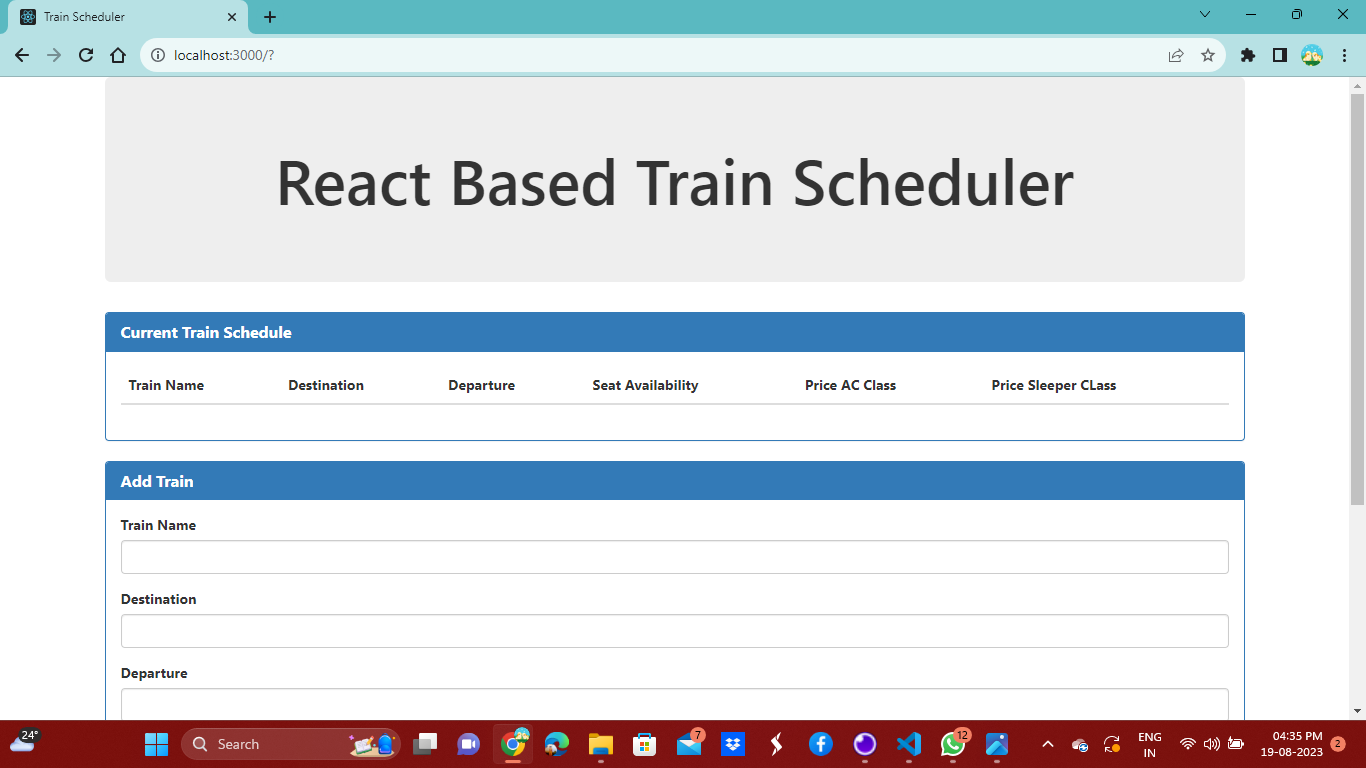 Train Scheduler
localhost:3000/?
React Based Train Scheduler
Current Train Schedule
Train Name Destination Departure Seat Availability Price AC Class Price Sleeper CLass
Add Train
Train Name
Destination
Departure
24°
Search
7
12
ENG
IN
04:35 PM
19-08-2023
2